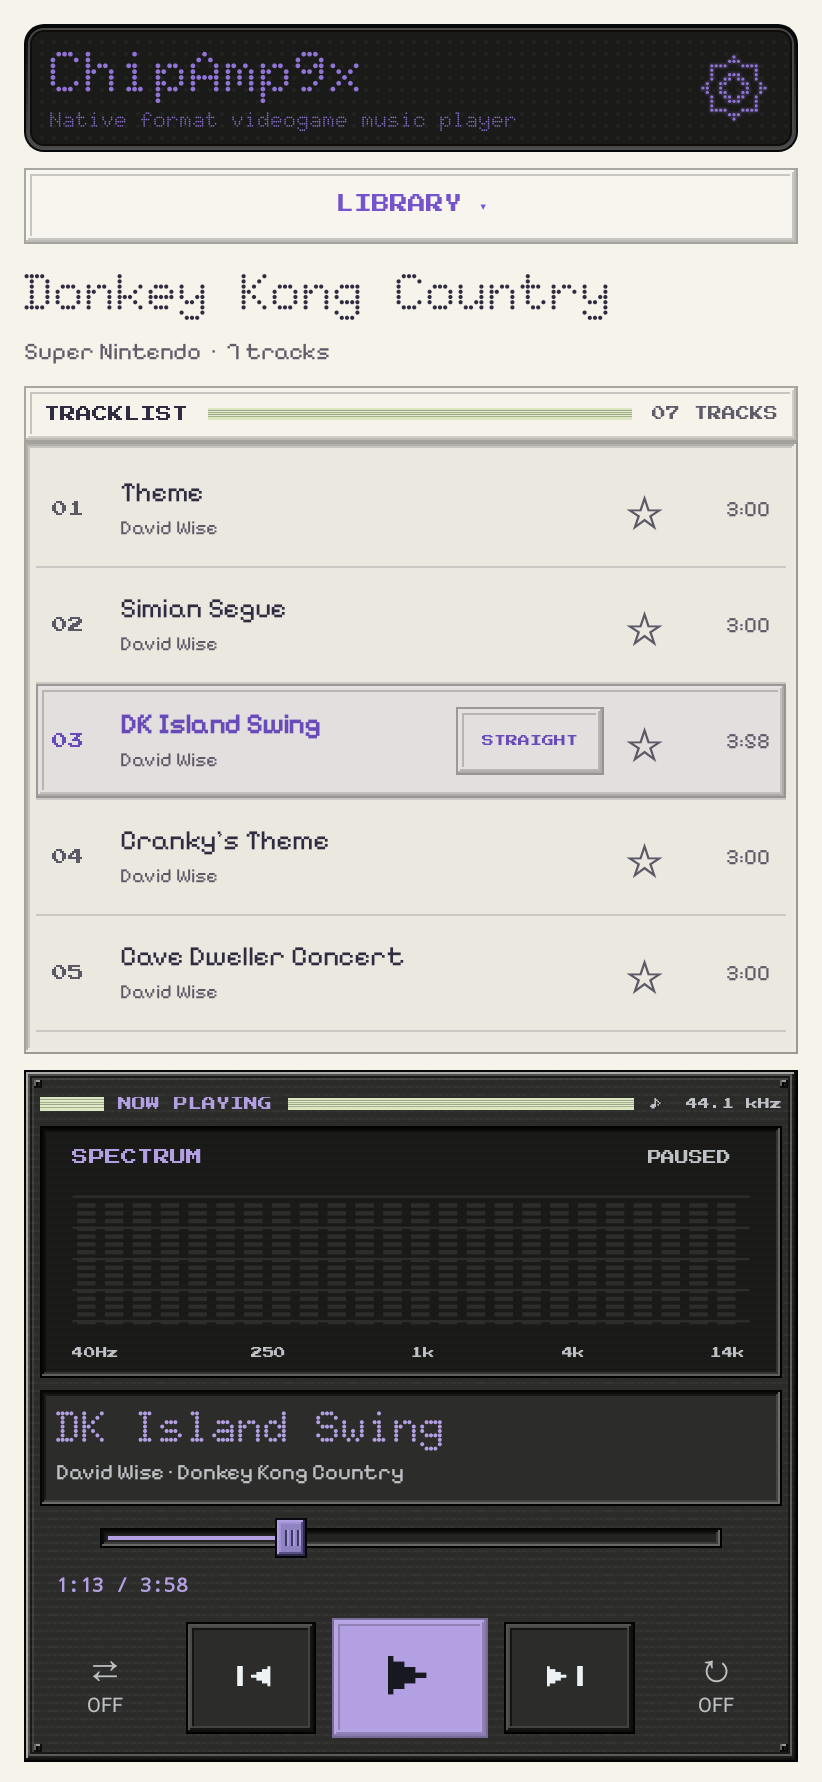 ChipAmp9x
Native format videogame music player
LIBRARY ▾
Donkey Kong Country
Super Nintendo · 7 tracks
TRACKLIST 07 TRACKS
01 Theme ☆ 3:00
David Wise
02 Simian Segue ☆ 3:00
David Wise
03 DK Island Swing STRAIGHT ☆ 3:58
David Wise
04 Cranky's Theme ☆ 3:00
David Wise
05 Cave Dweller Concert ☆ 3:00
David Wise
NOW PLAYING ♪ 44.1 kHz
SPECTRUM PAUSED
40Hz 250 1k 4k 14k
DK Island Swing
David Wise · Donkey Kong Country
1:13 / 3:58
OFF OFF